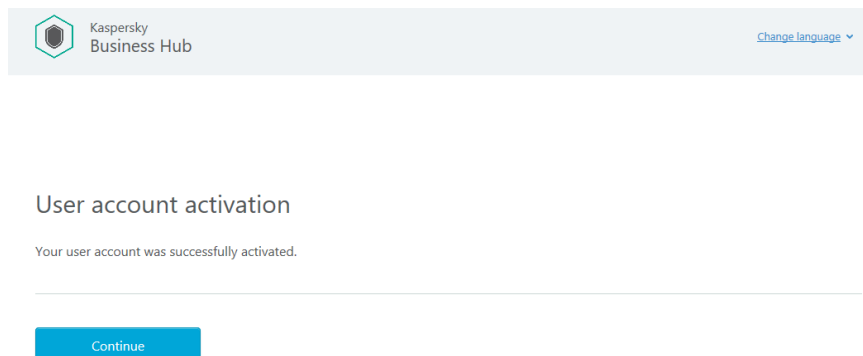 Kaspersky
Business Hub
Change language
User account activation
Your user account was successfully activated.
Continue